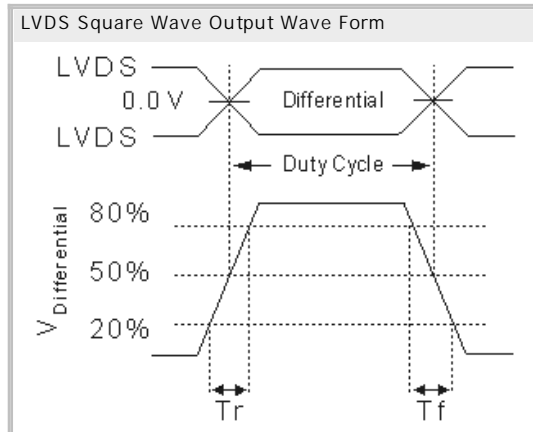 LVDS Square Wave Output Wave Form
LVDS
0.0 V
Differential
LVDS
Duty Cycle
V Differential
80%
50%
20%
Tr
Tf